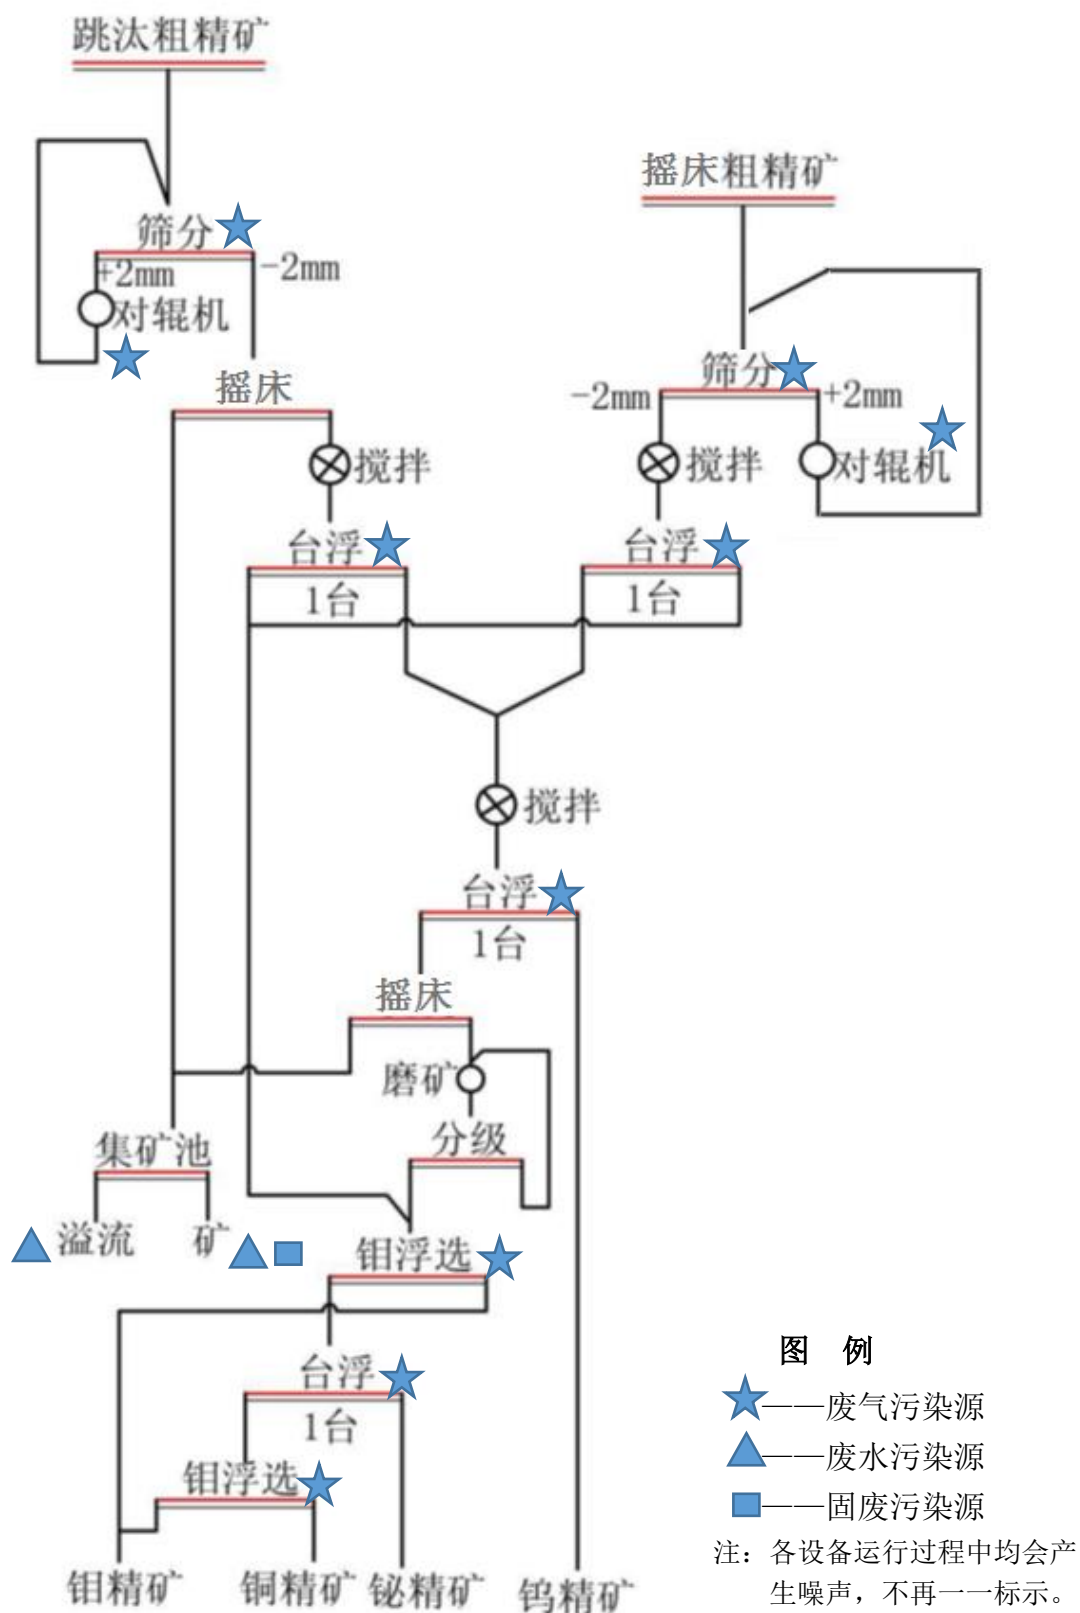 跳汰粗精矿
摇床粗精矿
筛分
+2mm
-2mm
对辊机
筛分
-2mm
+2mm
摇床
搅拌
搅拌
对辊机
台浮
台浮
1台
1台
搅拌
台浮
1台
摇床
磨矿
分级
集矿池
溢流
矿
钼浮选
图 例
台浮
——废气污染源
1台
——废水污染源
钼浮选
——固废污染源
注：各设备运行过程中均会产
生噪声，不再一一标示。
钼精矿
铜精矿
铋精矿
钨精矿